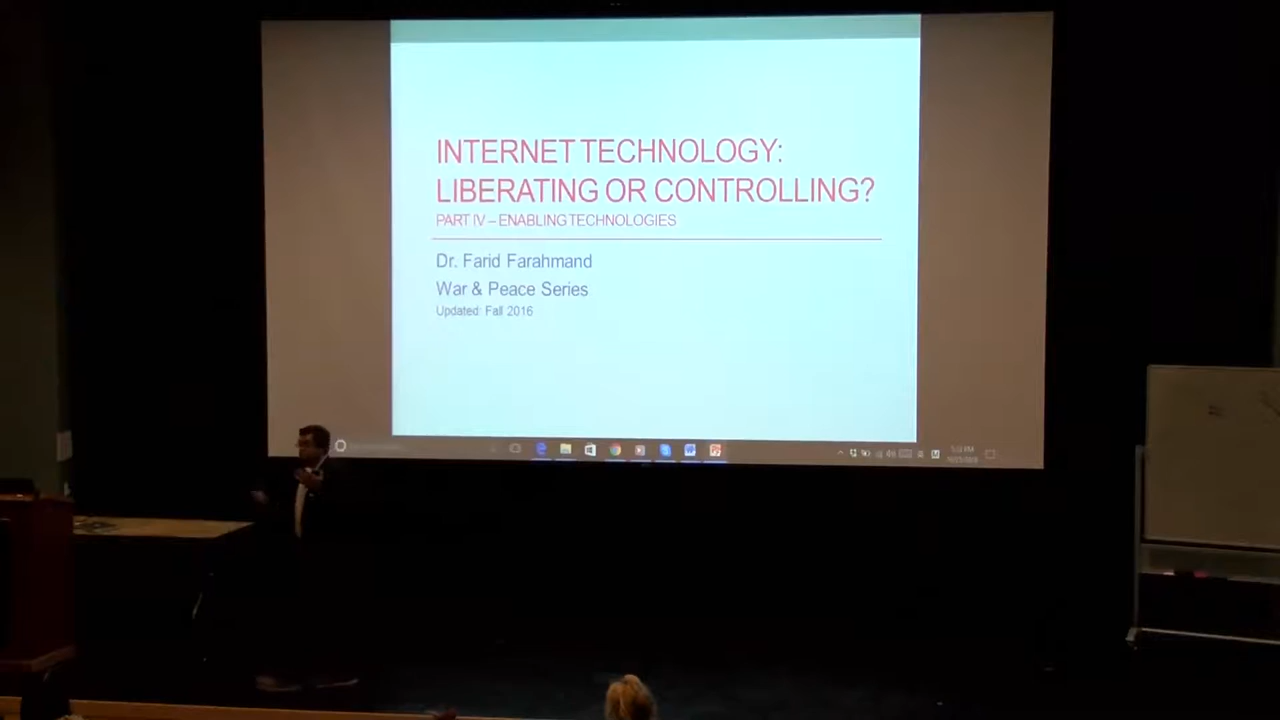 INTERNET TECHNOLOGY:
LIBERATING OR CONTROLLING?
PART IV – ENABLING TECHNOLOGIES
Dr. Farid Farahmand
War & Peace Series
Updated: Fall 2016